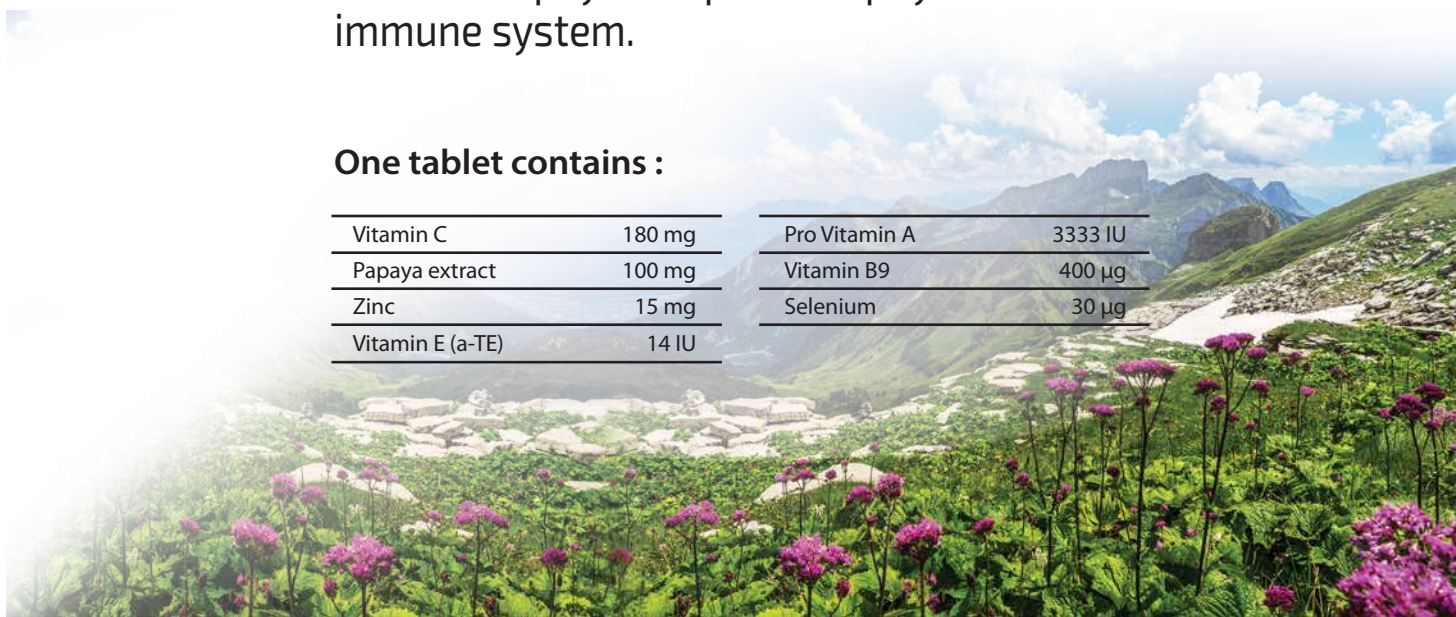 immune system.
One tablet contains :
Vitamin C 180 mg
Papaya extract 100 mg
Zinc 15 mg
Vitamin E (a-TE) 14 IU
Pro Vitamin A 3333 IU
Vitamin B9 400 µg
Selenium 30 µg